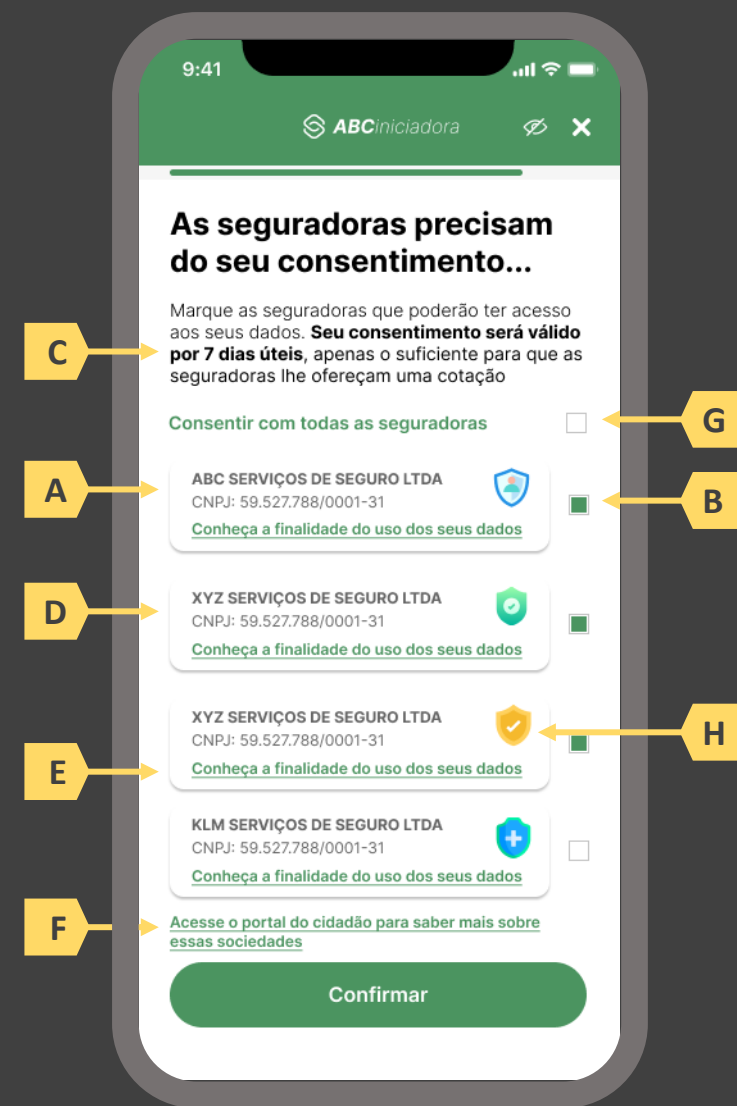 9:41
ABCiniciadora
As seguradoras precisam
do seu consentimento...
Marque as seguradoras que poderão ter acesso
aos seus dados. Seu consentimento será válido
por 7 dias úteis, apenas o suficiente para que as
seguradoras lhe ofereçam uma cotação
C
Consentir com todas as seguradoras
G
ABC SERVIÇOS DE SEGURO LTDA
CNPJ: 59.527.788/0001-31
Conheça a finalidade do uso dos seus dados
A
B
XYZ SERVIÇOS DE SEGURO LTDA
CNPJ: 59.527.788/0001-31
Conheça a finalidade do uso dos seus dados
D
XYZ SERVIÇOS DE SEGURO LTDA
CNPJ: 59.527.788/0001-31
Conheça a finalidade do uso dos seus dados
H
E
KLM SERVIÇOS DE SEGURO LTDA
CNPJ: 59.527.788/0001-31
Conheça a finalidade do uso dos seus dados
F
Acesse o portal do cidadão para saber mais sobre
essas sociedades
Confirmar